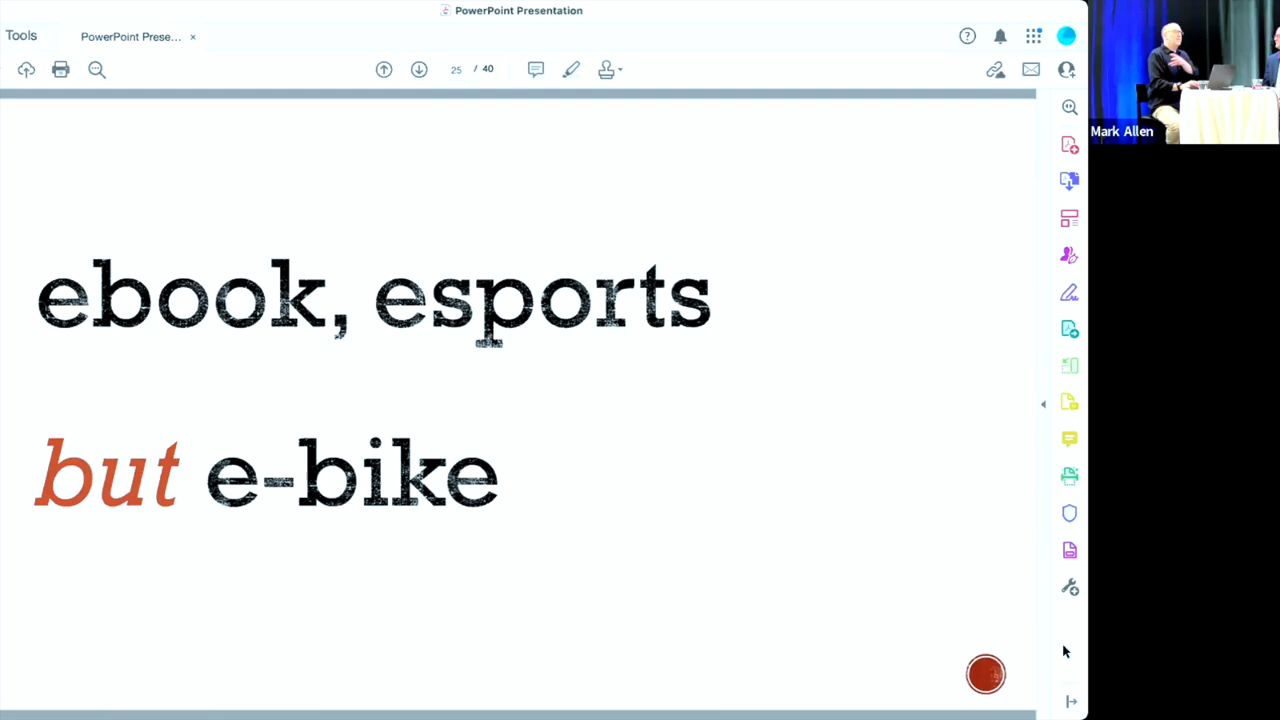 PowerPoint Presentation
Tools
PowerPoint Prese... ×
25 / 40
Mark Allen
ebook, esports
but e-bike